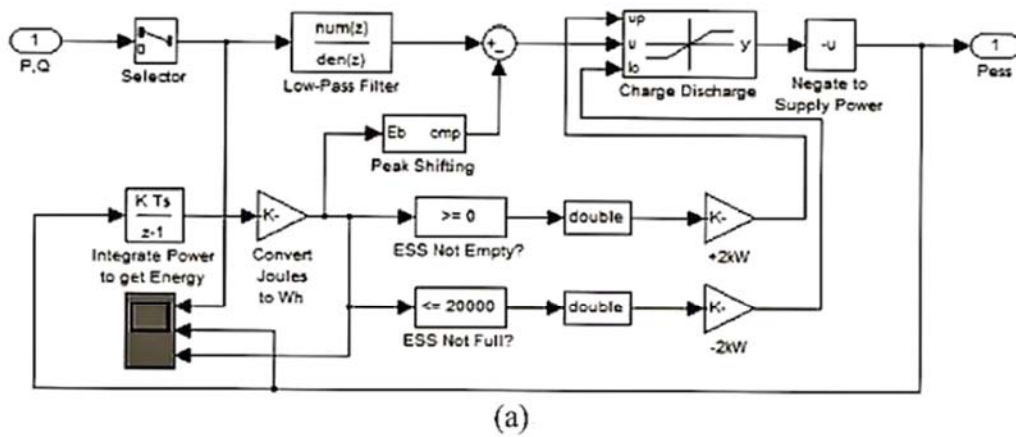 1
P,Q
Selector
num(z)
den(z)
Low-Pass Filter
+
-
up
u
lo
y
Charge Discharge
-u
Negate to
Supply Power
1
Pess
Eb cmp
Peak Shifting
K Ts
z-1
Integrate Power
to get Energy
K-
Convert
Joules
to Wh
>= 0
ESS Not Empty?
double
K-
+2kW
<= 20000
ESS Not Full?
double
K-
-2kW
(a)